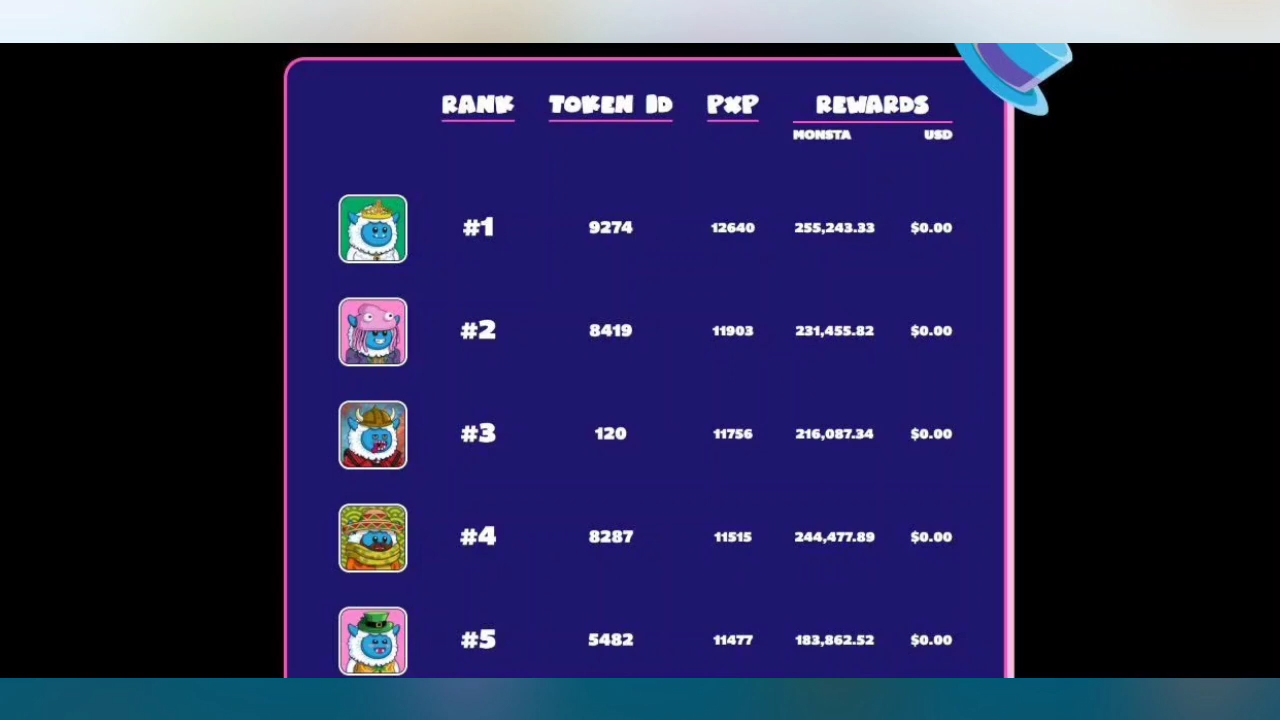 RANK TOKEN ID PXP REWARDS
MONSTA USD
#1 9274 12640 255,243.33 $0.00
#2 8419 11903 231,455.82 $0.00
#3 120 11756 216,087.34 $0.00
#4 8287 11515 244,477.89 $0.00
#5 5482 11477 183,862.52 $0.00